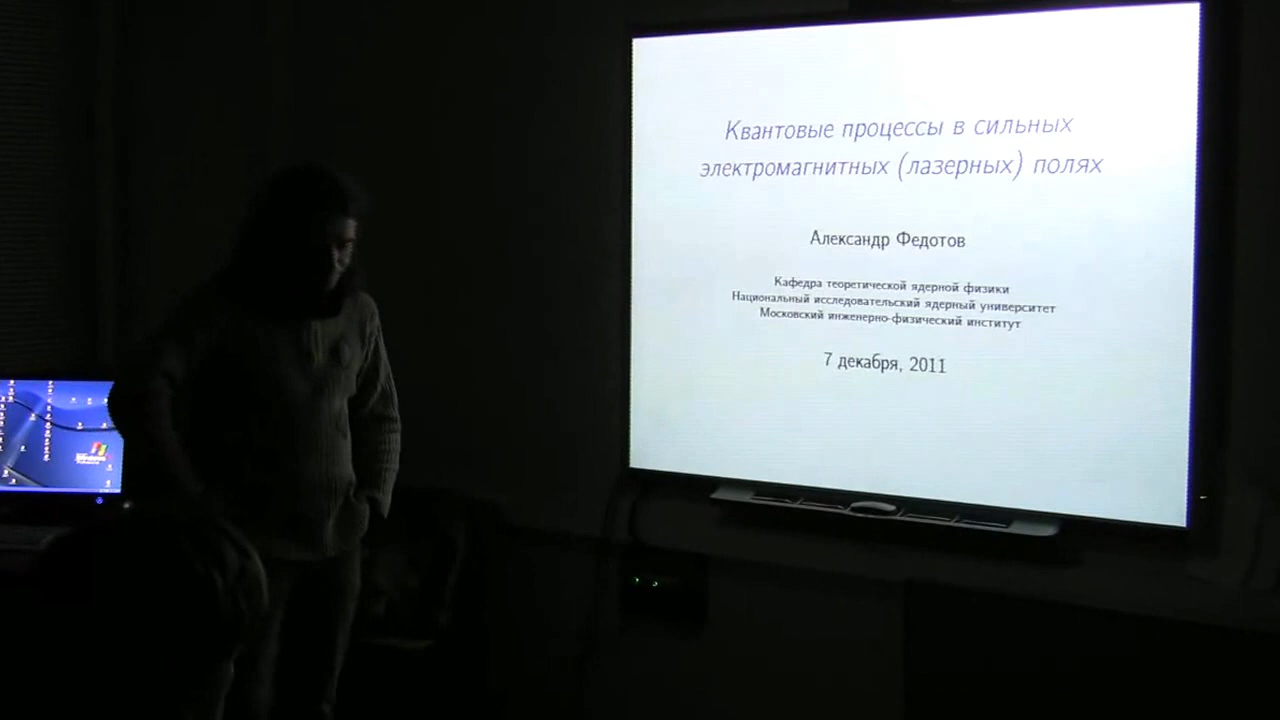 Квантовые процессы в сильных
электромагнитных (лазерных) полях
Александр Федотов
Кафедра теоретической ядерной физики
Национальный исследовательский ядерный университет
Московский инженерно-физический институт
7 декабря, 2011